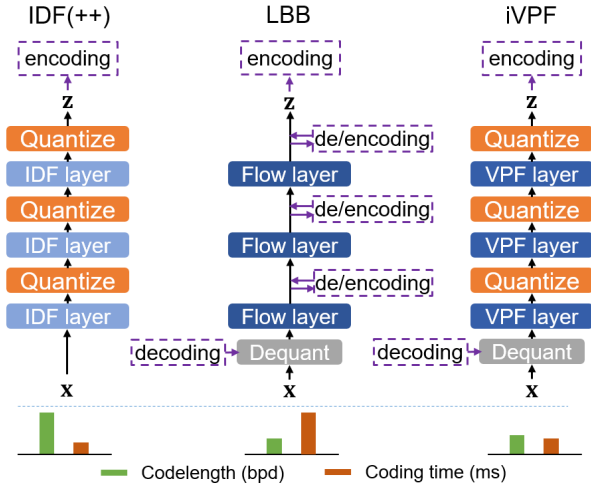 IDF(++)
encoding
z
Quantize
IDF layer
Quantize
IDF layer
Quantize
IDF layer
x
LBB
encoding
z
de/encoding
Flow layer
de/encoding
Flow layer
de/encoding
Flow layer
decoding Dequant
x
iVPF
encoding
z
Quantize
VPF layer
Quantize
VPF layer
Quantize
VPF layer
decoding Dequant
x
Codelength (bpd) Coding time (ms)